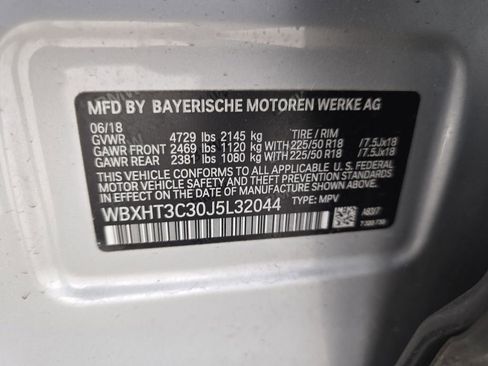 MFD BY BAYERISCHE MOTOREN WERKE AG
06/18
GVWR 4729 lbs 2145 kg TIRE / RIM
GAWR FRONT 2469 lbs 1120 kg WITH 225/50 R18 /7.5Jx18
GAWR REAR 2381 lbs 1080 kg WITH 225/50 R18 /7.5Jx18
THIS VEHICLE CONFORMS TO ALL APPLICABLE U. S. FEDERAL
MOTOR VEHICLE SAFETY, BUMPER, AND THEFT PREVENTION
STANDARDS IN EFFECT ON THE DATE OF MANUFACTURE SHOWN ABOVE.
WBXHT3C30J5L32044 TYPE: MPV
A83/7